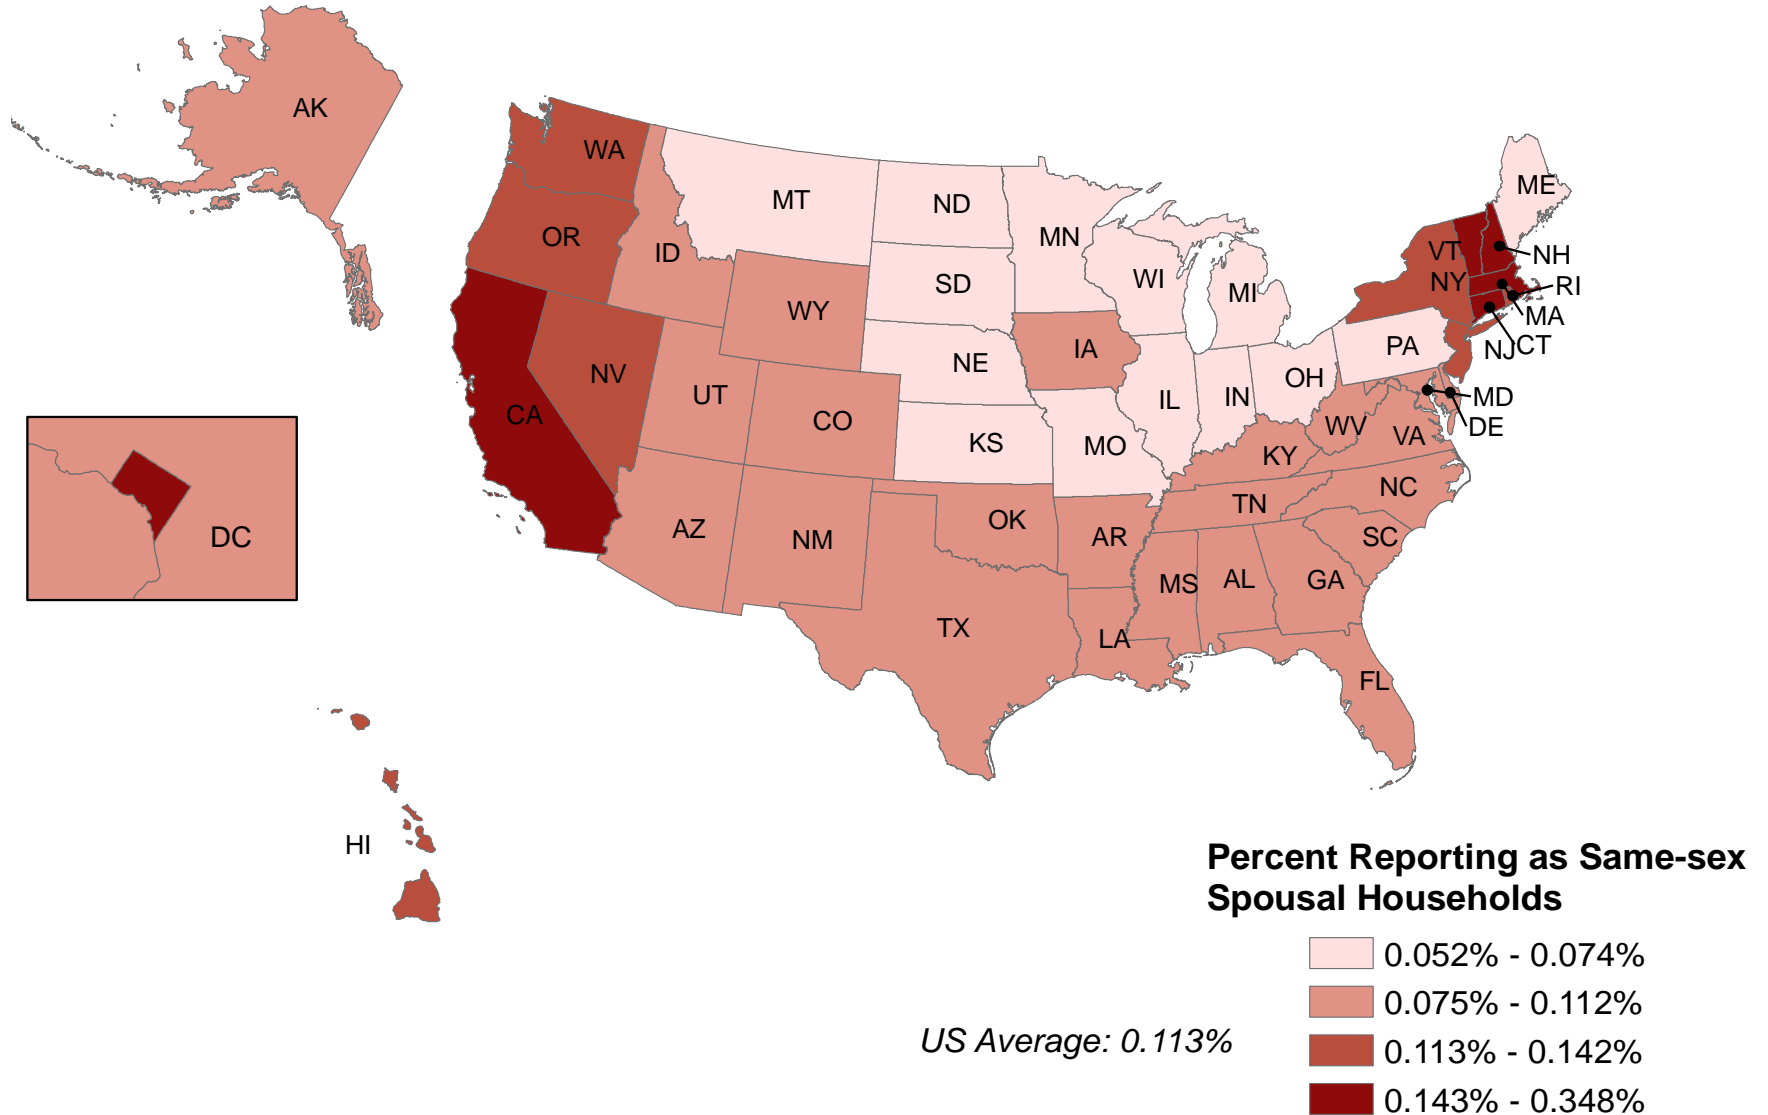 AK
WA
MT
ND
MN
ME
OR
ID
SD
WI
MI
VT
NH
NY
RI
MA
WY
NE
IA
PA
NJ
CT
NV
UT
CO
KS
MO
IL
IN
OH
MD
DE
CA
WV
VA
KY
NC
TN
AZ
NM
OK
AR
SC
DC
MS
AL
GA
TX
LA
FL
HI
Percent Reporting as Same-sex
Spousal Households
0.052% - 0.074%
0.075% - 0.112%
US Average: 0.113%
0.113% - 0.142%
0.143% - 0.348%